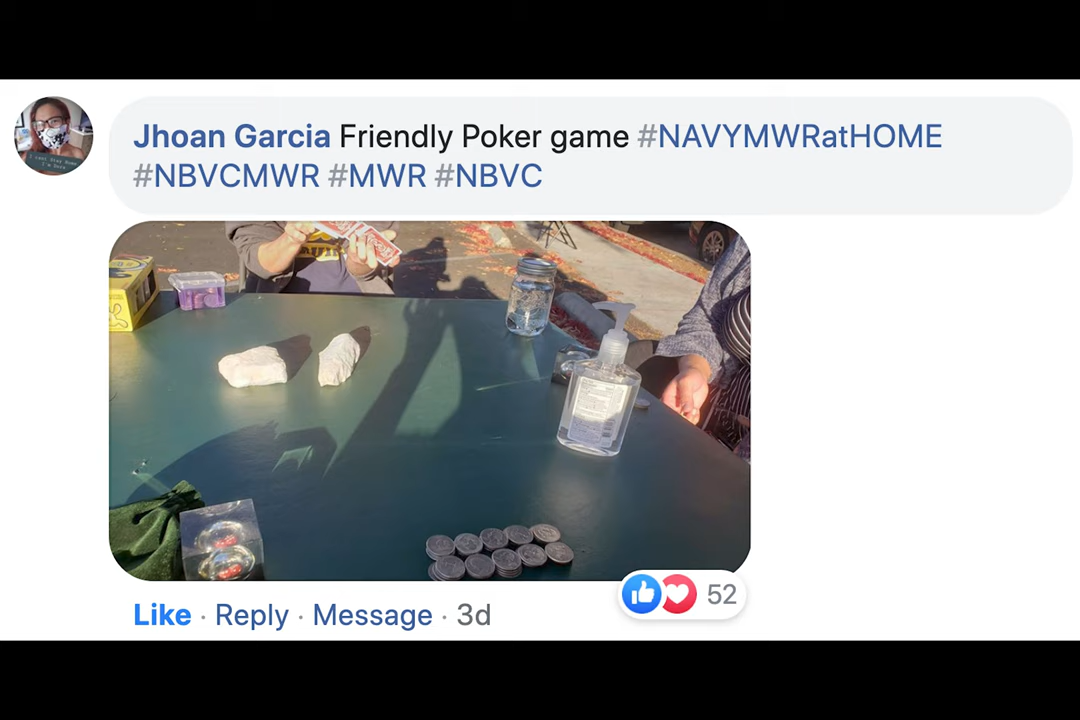 Jhoan Garcia Friendly Poker game #NAVYMWRatHOME
#NBVCMWR #MWR #NBVC
Like · Reply · Message · 3d
52